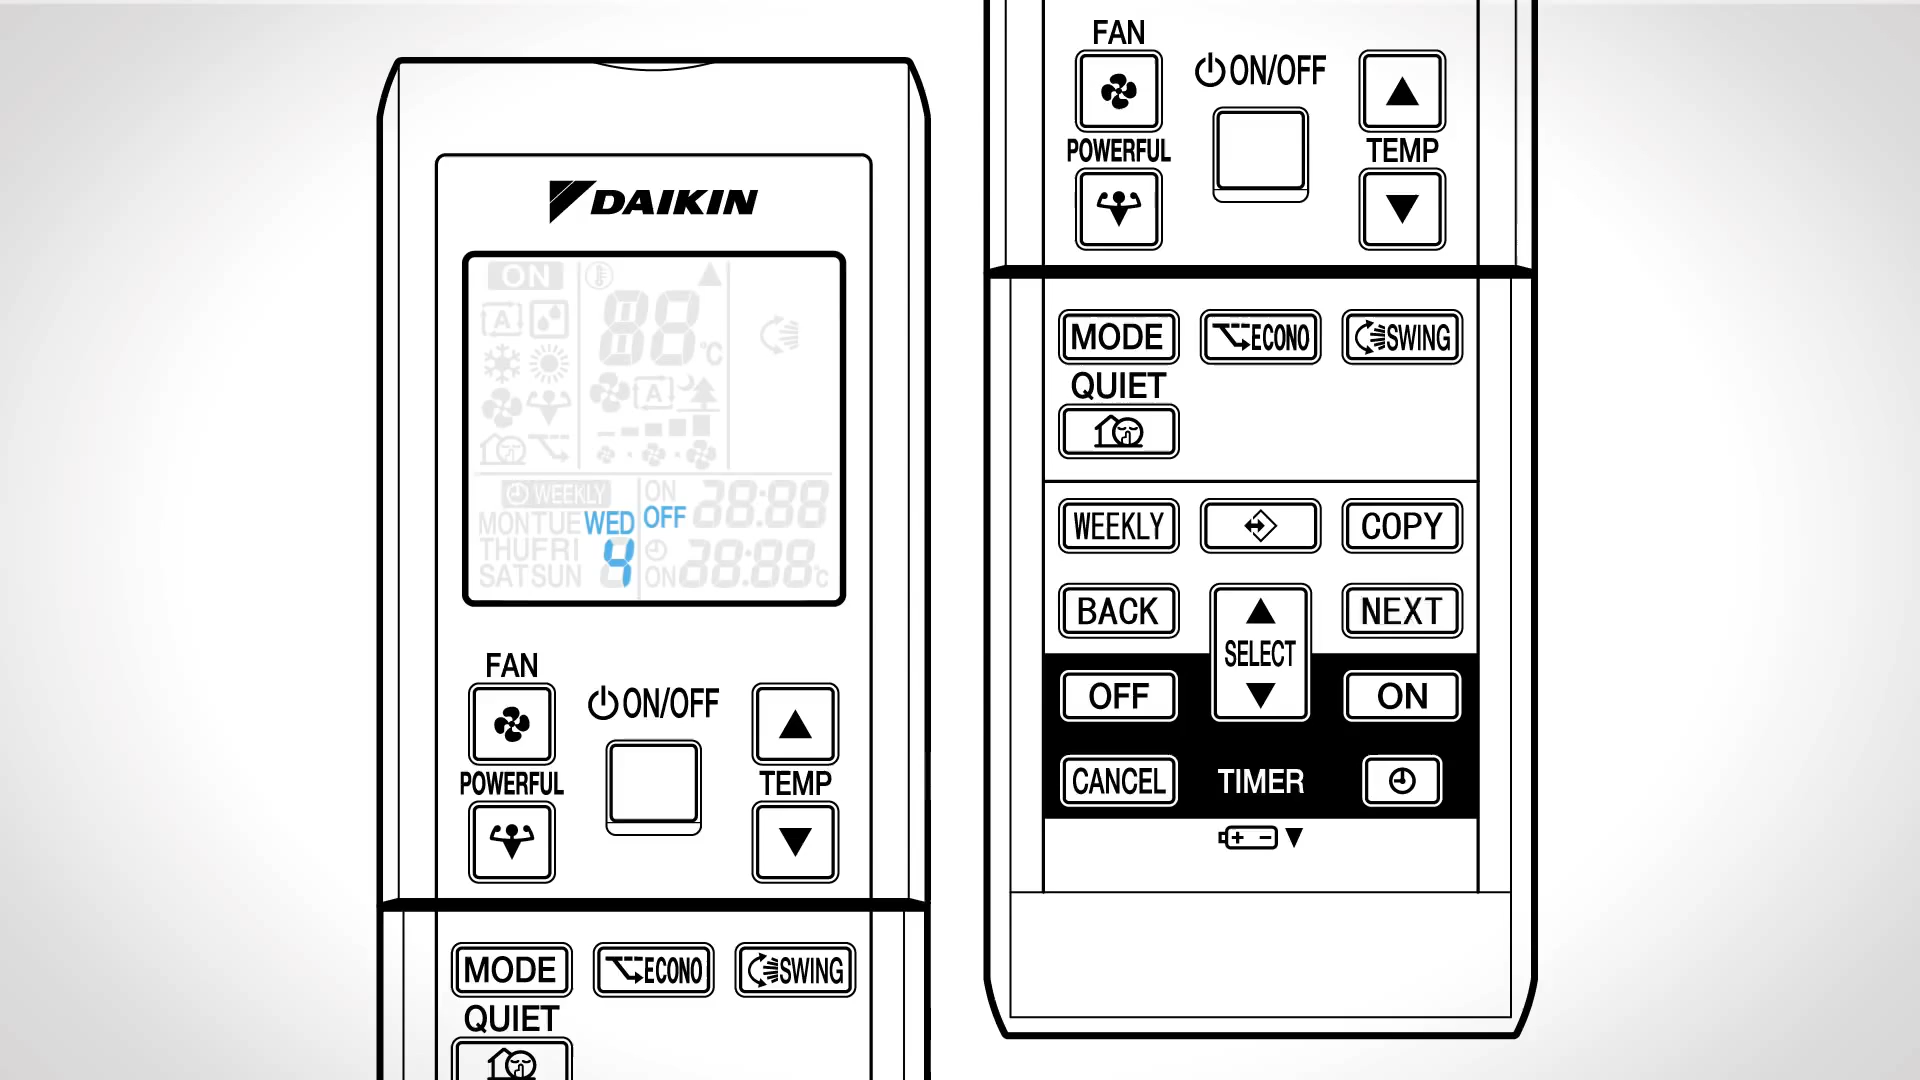 DAIKIN
ON
A
88°C
A
WEEKLY
MON TUE WED
THU FRI 4
SAT SUN
ON
OFF
28:88
ON
28:88°C
FAN
ON/OFF
POWERFUL
TEMP
MODE
ECONO
SWING
QUIET
FAN
ON/OFF
POWERFUL
TEMP
MODE
ECONO
SWING
QUIET
WEEKLY
COPY
BACK
SELECT
NEXT
OFF
ON
CANCEL
TIMER